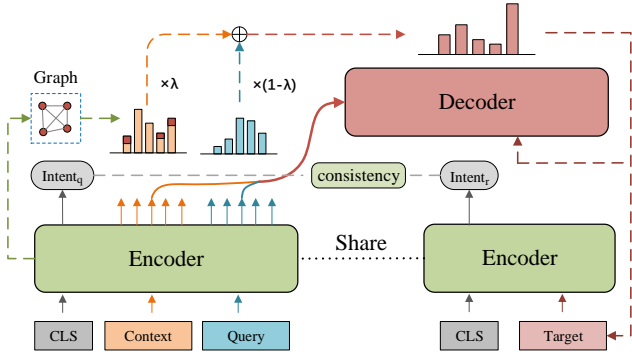 Graph
×λ
×(1-λ)
Decoder
Intent_q
consistency
Intent_r
Encoder
Share
Encoder
CLS
Context
Query
CLS
Target